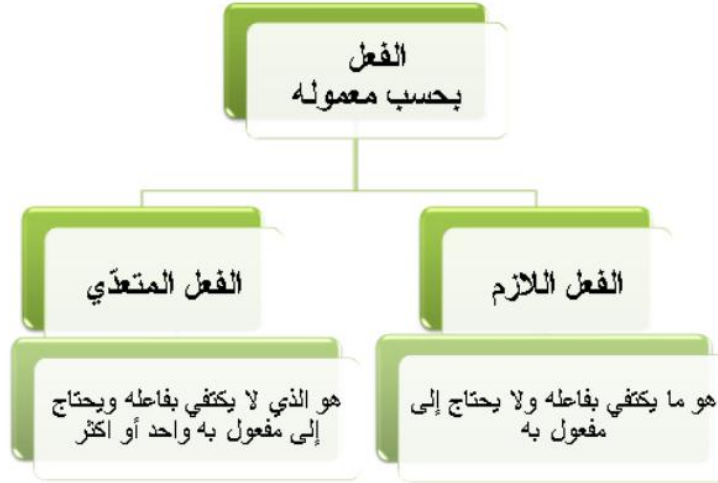 الفعل
بحسب معموله
الفعل اللازم
الفعل المتعدّي
هو ما يكتفي بفاعله ولا يحتاج إلى
مفعول به
هو الذي لا يكتفي بفاعله ويحتاج
إلى مفعول به واحد أو اكثر